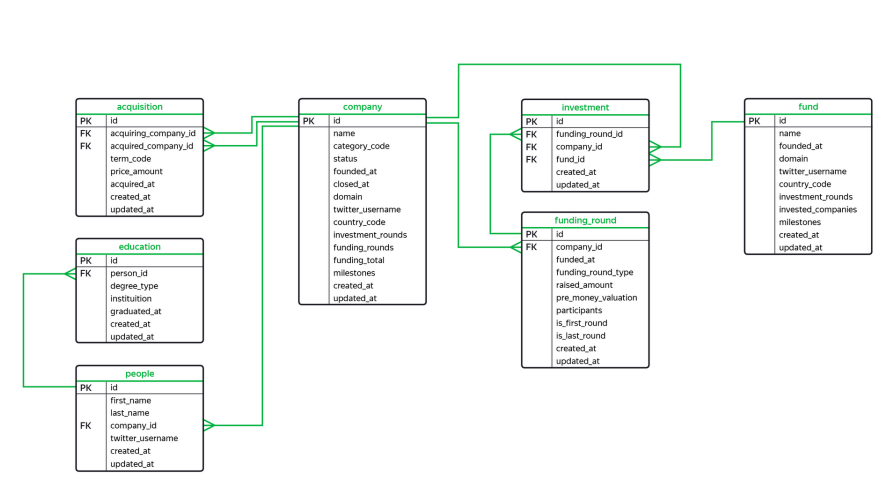 acquisition
PK id
FK acquiring_company_id
FK acquired_company_id
term_code
price_amount
acquired_at
created_at
updated_at
education
PK id
FK person_id
degree_type
instituition
graduated_at
created_at
updated_at
people
PK id
first_name
last_name
FK company_id
twitter_username
created_at
updated_at
company
PK id
name
category_code
status
founded_at
closed_at
domain
twitter_username
country_code
investment_rounds
funding_rounds
funding_total
milestones
created_at
updated_at
investment
PK id
FK funding_round_id
FK company_id
FK fund_id
created_at
updated_at
funding_round
PK id
FK company_id
funded_at
funding_round_type
raised_amount
pre_money_valuation
participants
is_first_round
is_last_round
created_at
updated_at
fund
PK id
name
founded_at
domain
twitter_username
country_code
investment_rounds
invested_companies
milestones
created_at
updated_at